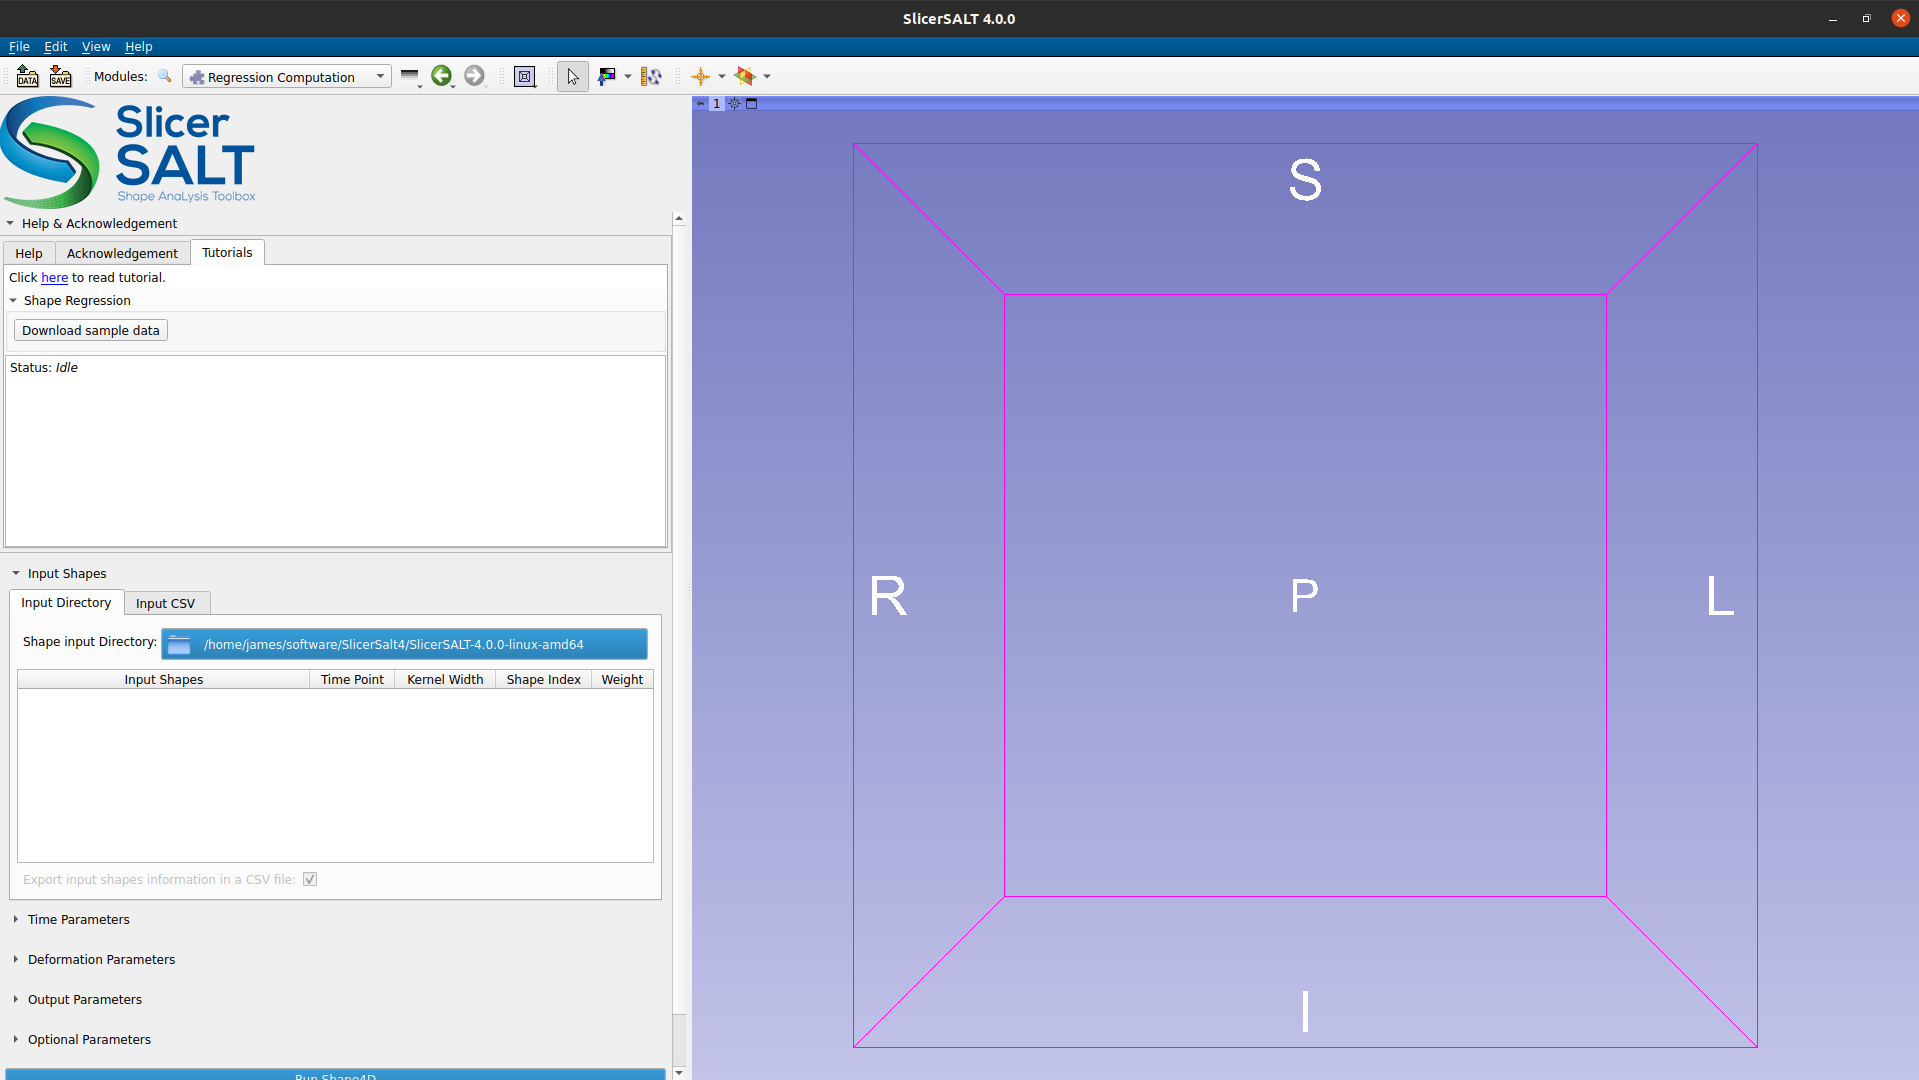 SlicerSALT 4.0.0
File Edit View Help
DATA SAVE Modules: Regression Computation
Slicer
SALT
Shape AnaLysis Toolbox
1
Help & Acknowledgement
Help Acknowledgement Tutorials
Click here to read tutorial.
Shape Regression
Download sample data
Status: Idle
Input Shapes
Input Directory Input CSV
Shape input Directory: /home/james/software/SlicerSalt4/SlicerSALT-4.0.0-linux-amd64
Input Shapes Time Point Kernel Width Shape Index Weight
Export input shapes information in a CSV file:
Time Parameters
Deformation Parameters
Output Parameters
Optional Parameters
Run Shape4D
S
R P L
I